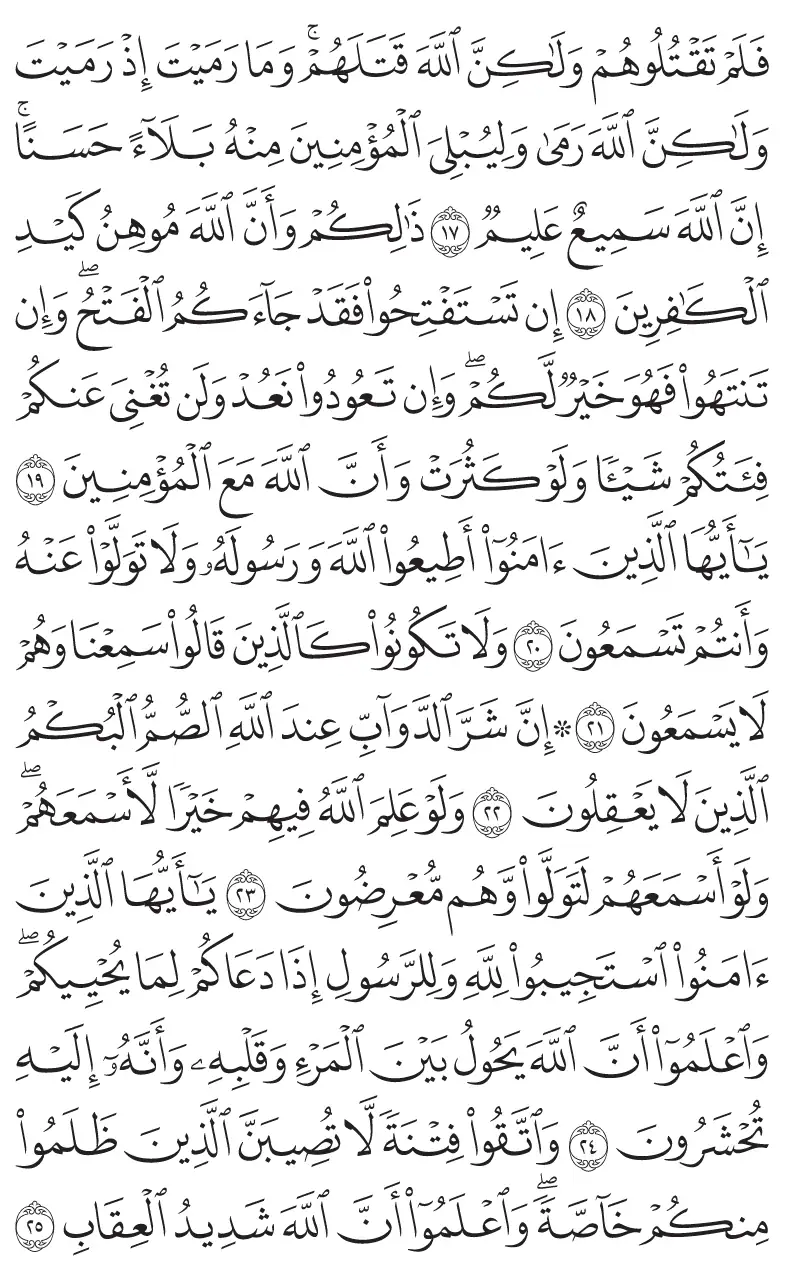 فَلَمۡ تَقۡتُلُوهُمۡ وَلَٰكِنَّ ٱللَّهَ قَتَلَهُمۡۚ وَمَا رَمَيۡتَ إِذۡ رَمَيۡتَ
وَلَٰكِنَّ ٱللَّهَ رَمَىٰ وَلِيُبۡلِيَ ٱلۡمُؤۡمِنِينَ مِنۡهُ بَلَآءً حَسَنًاۚ
إِنَّ ٱللَّهَ سَمِيعٌ عَلِيمٞ ١٧ ذَٰلِكُمۡ وَأَنَّ ٱللَّهَ مُوهِنُ كَيۡدِ
ٱلۡكَٰفِرِينَ ١٨ إِن تَسۡتَفۡتِحُواْ فَقَدۡ جَآءَكُمُ ٱلۡفَتۡحُۖ وَإِن
تَنتَهُواْ فَهُوَ خَيۡرٞ لَّكُمۡۖ وَإِن تَعُودُواْ نَعُدۡ وَلَن تُغۡنِيَ عَنكُمۡ
فِئَتُكُمۡ شَيۡـٔٗا وَلَوۡ كَثُرَتۡ وَأَنَّ ٱللَّهَ مَعَ ٱلۡمُؤۡمِنِينَ ١٩
يَٰٓأَيُّهَا ٱلَّذِينَ ءَامَنُوٓاْ أَطِيعُواْ ٱللَّهَ وَرَسُولَهُۥ وَلَا تَوَلَّوۡاْ عَنۡهُ
وَأَنتُمۡ تَسۡمَعُونَ ٢٠ وَلَا تَكُونُواْ كَٱلَّذِينَ قَالُواْ سَمِعۡنَا وَهُمۡ
لَا يَسۡمَعُونَ ٢١ ۞ إِنَّ شَرَّ ٱلدَّوَآبِّ عِندَ ٱللَّهِ ٱلصُّمُّ ٱلۡبُكۡمُ
ٱلَّذِينَ لَا يَعۡقِلُونَ ٢٢ وَلَوۡ عَلِمَ ٱللَّهُ فِيهِمۡ خَيۡرٗا لَّأَسۡمَعَهُمۡۖ
وَلَوۡ أَسۡمَعَهُمۡ لَتَوَلَّواْ وَّهُم مُّعۡرِضُونَ ٢٣ يَٰٓأَيُّهَا ٱلَّذِينَ
ءَامَنُواْ ٱسۡتَجِيبُواْ لِلَّهِ وَلِلرَّسُولِ إِذَا دَعَاكُمۡ لِمَا يُحۡيِيكُمۡۖ
وَٱعۡلَمُوٓاْ أَنَّ ٱللَّهَ يَحُولُ بَيۡنَ ٱلۡمَرۡءِ وَقَلۡبِهِۦ وَأَنَّهُۥٓ إِلَيۡهِ
تُحۡشَرُونَ ٢٤ وَٱتَّقُواْ فِتۡنَةٗ لَّا تُصِيبَنَّ ٱلَّذِينَ ظَلَمُواْ
مِنكُمۡ خَآصَّةٗۖ وَٱعۡلَمُوٓاْ أَنَّ ٱللَّهَ شَدِيدُ ٱلۡعِقَابِ ٢٥